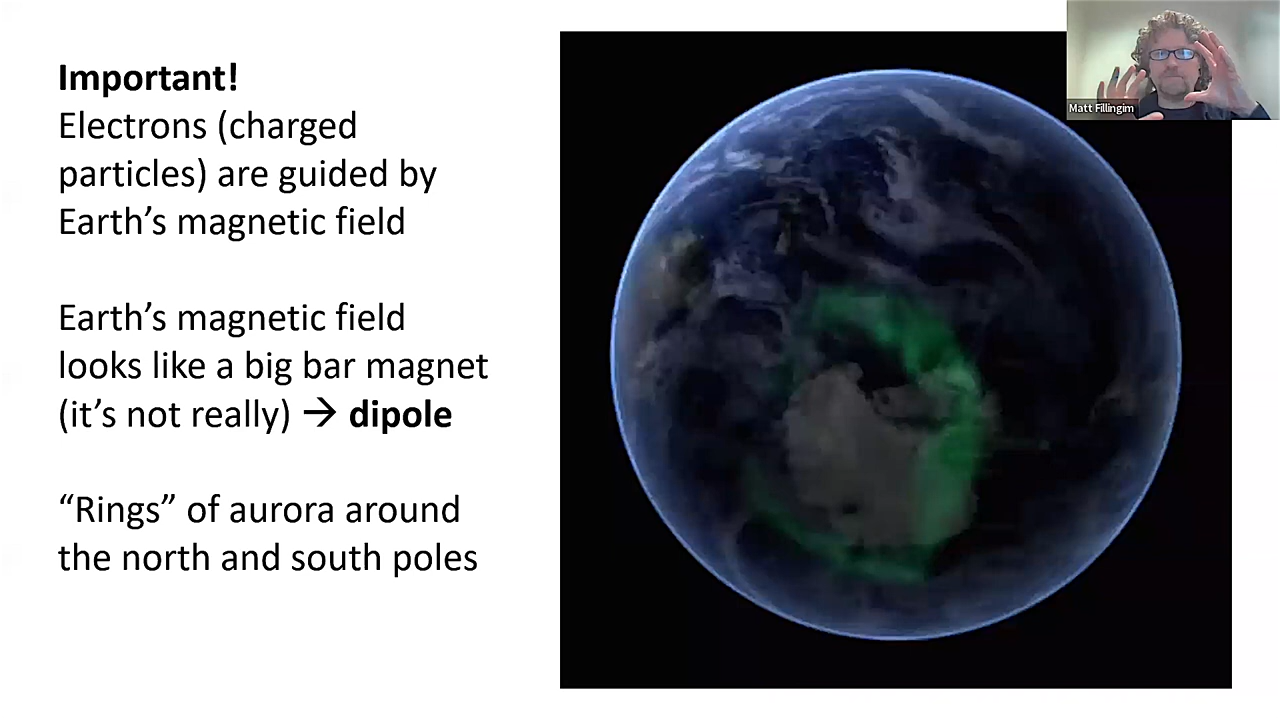 Important!
Electrons (charged
particles) are guided by
Earth’s magnetic field
Earth’s magnetic field
looks like a big bar magnet
(it’s not really) → dipole
“Rings” of aurora around
the north and south poles
Matt Fillingim